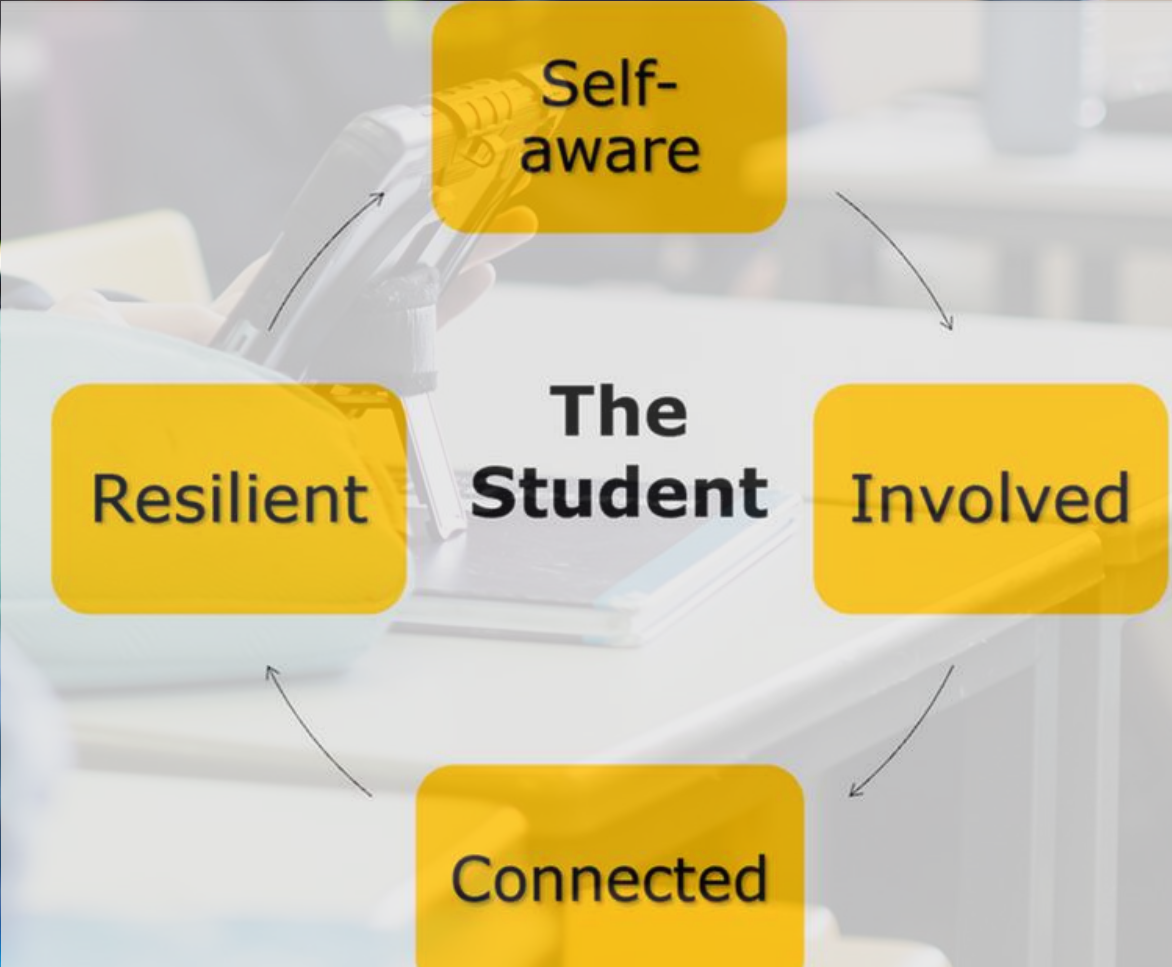 Self-
aware
The
Student
Resilient
Involved
Connected